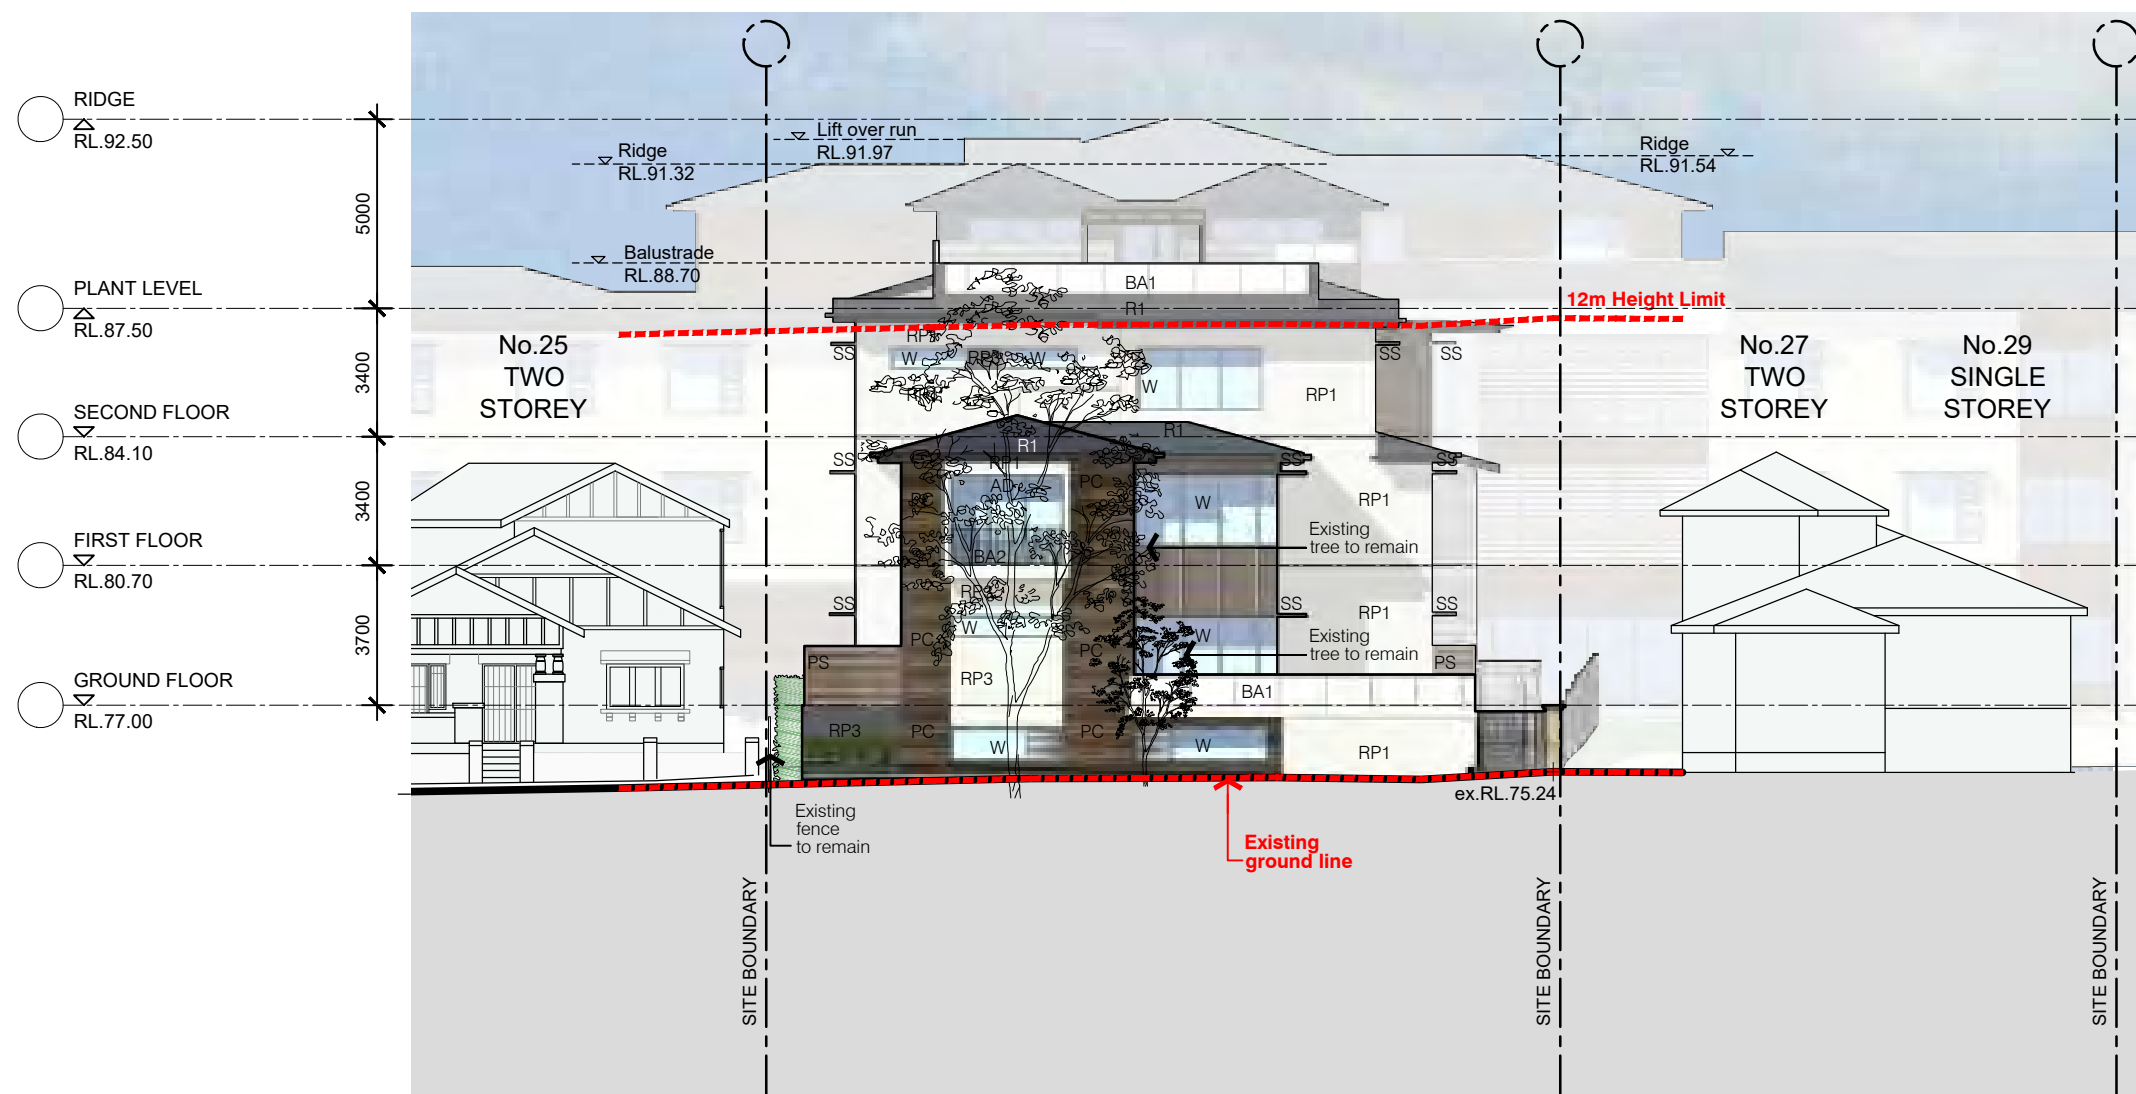 RIDGE
RL.92.50
Lift over run
RL.91.97
Ridge
RL.91.32
Ridge
RL.91.54
5000
Balustrade
RL.88.70
BA1
PLANT LEVEL
RL.87.50
R1
12m Height Limit
No.25
TWO
STOREY
SS
W
W
W
SS
SS
RP1
No.27
TWO
STOREY
No.29
SINGLE
STOREY
3400
SECOND FLOOR
RL.84.10
R1
R1
SS
RP1
AD
PC
PC
SS
SS
W
RP1
3400
Existing
tree to remain
FIRST FLOOR
RL.80.70
BA2
SS
SS
SS
RP1
W
PC
PC
W
Existing
tree to remain
3700
PS
PS
GROUND FLOOR
RL.77.00
RP3
BA1
RP3
PC
PC
W
W
RP1
ex.RL.75.24
Existing
fence
to remain
Existing
ground line
SITE BOUNDARY
SITE BOUNDARY
SITE BOUNDARY